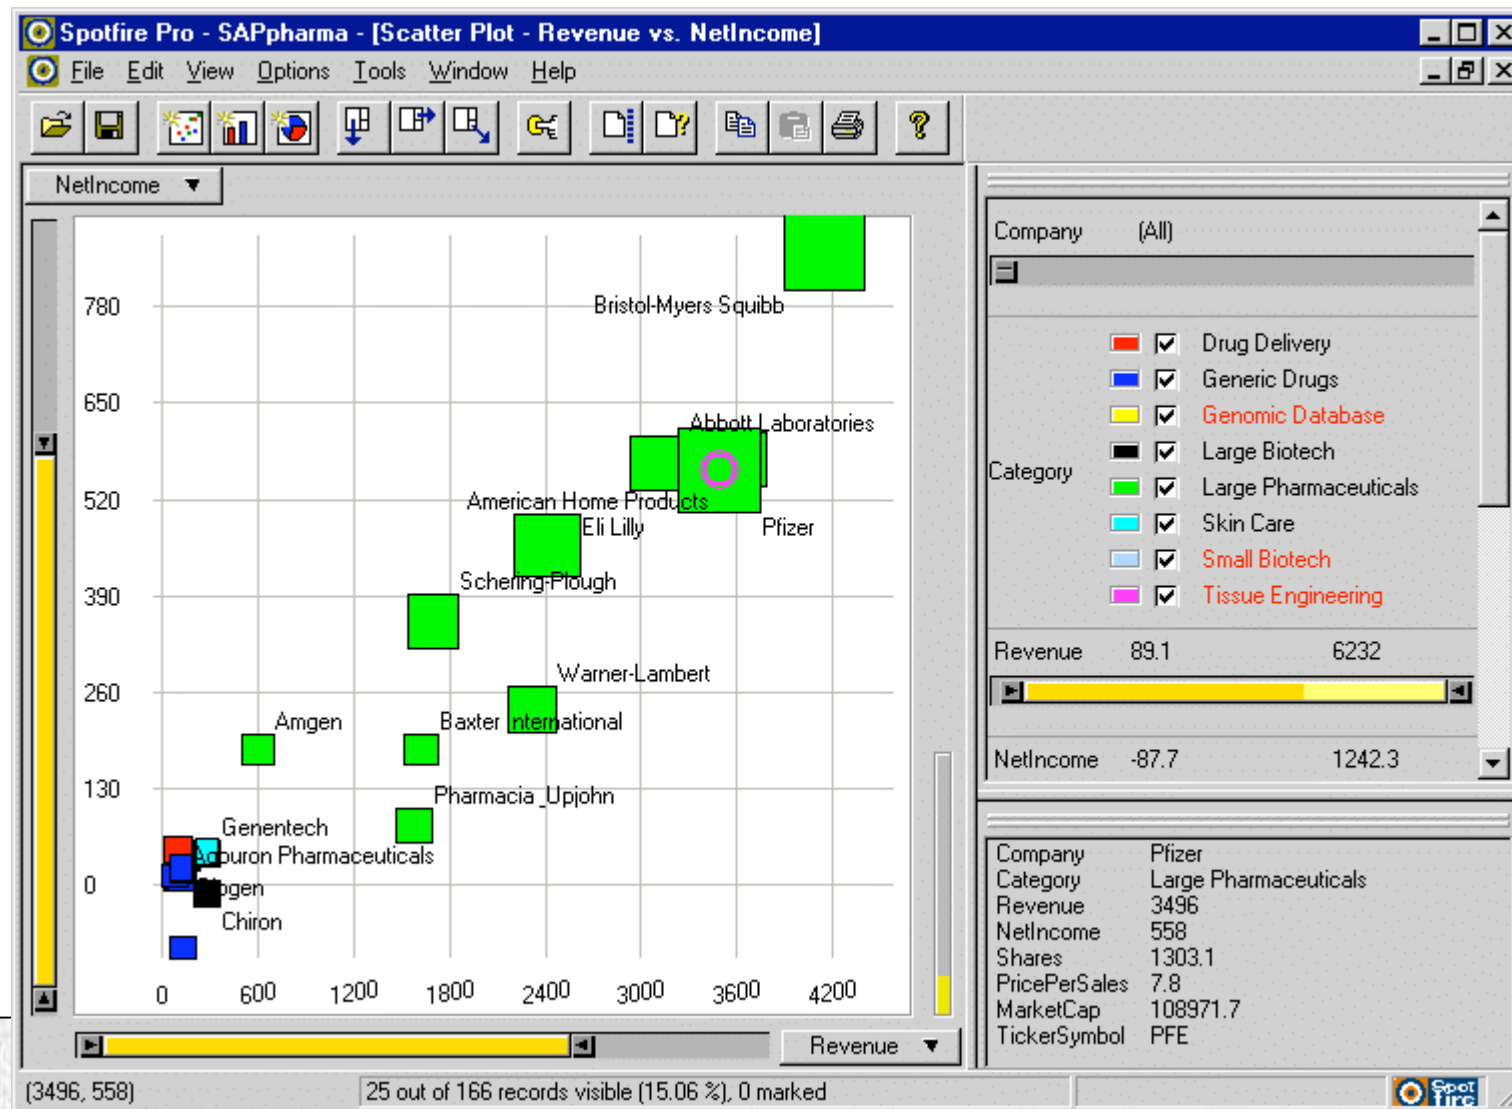 Spotfire Pro - SAPpharma - [Scatter Plot - Revenue vs. NetIncome]
File Edit View Options Tools Window Help
NetIncome
780
650
520
390
260
130
0
Bristol-Myers Squibb
Abbott Laboratories
American Home Products
Eli Lilly
Pfizer
Schering-Plough
Warner-Lambert
Amgen
Baxter International
Pharmacia_Upjohn
Genentech
Agouron Pharmaceuticals
Chiron
0 600 1200 1800 2400 3000 3600 4200
Revenue
Company (All)
Category
Drug Delivery
Generic Drugs
Genomic Database
Large Biotech
Large Pharmaceuticals
Skin Care
Small Biotech
Tissue Engineering
Revenue 89.1 6232
NetIncome -87.7 1242.3
Company Pfizer
Category Large Pharmaceuticals
Revenue 3496
NetIncome 558
Shares 1303.1
PricePerSales 7.8
MarketCap 108971.7
TickerSymbol PFE
(3496, 558)
25 out of 166 records visible (15.06 %), 0 marked
Spot
fire